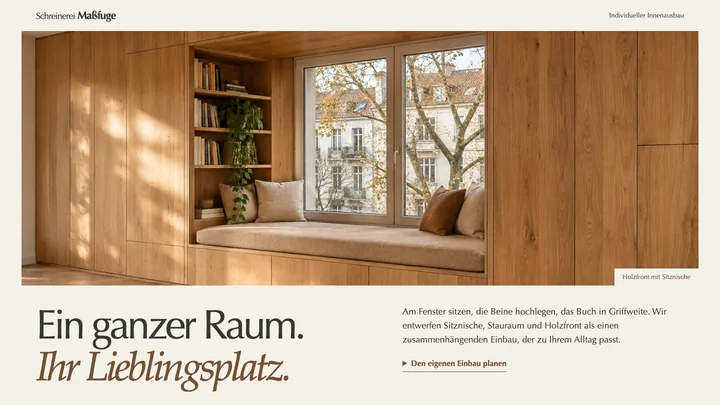 Schreinerei Maßfuge
Individueller Innenausbau
Holzfront mit Sitznische
Ein ganzer Raum.
Ihr Lieblingsplatz.
Am Fenster sitzen, die Beine hochlegen, das Buch in Griffweite. Wir
entwerfen Sitznische, Stauraum und Holzfront als einen
zusammenhängenden Einbau, der zu Ihrem Alltag passt.
▸ Den eigenen Einbau planen